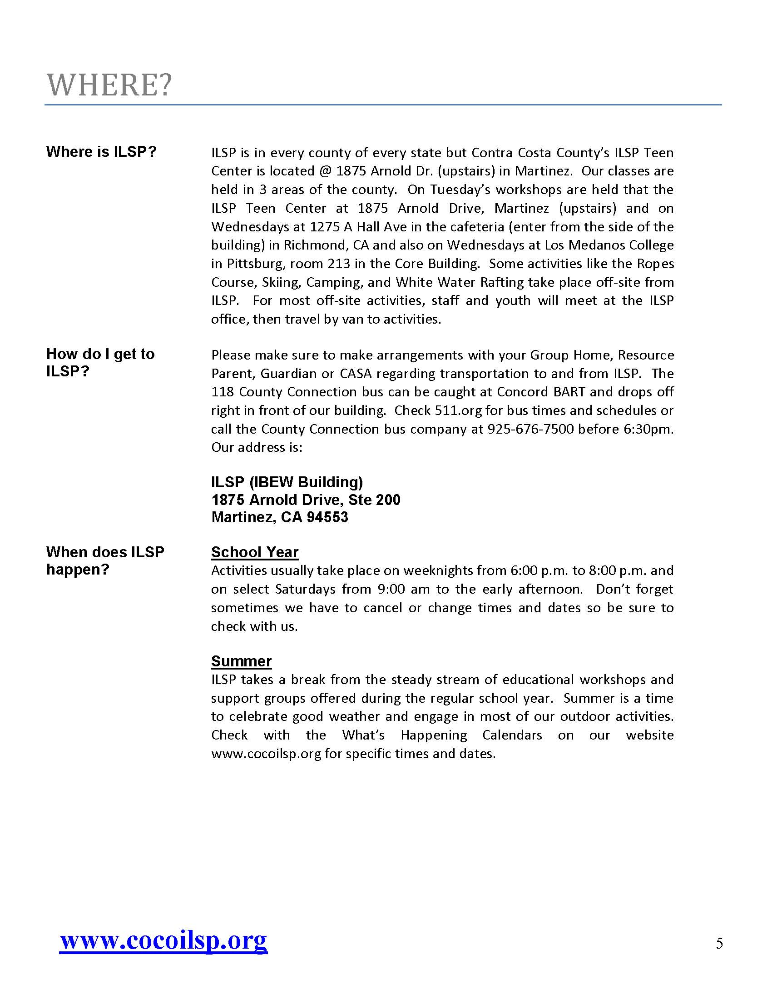 WHERE?
Where is ILSP?
ILSP is in every county of every state but Contra Costa County’s ILSP Teen
Center is located @ 1875 Arnold Dr. (upstairs) in Martinez.  Our classes are
held in 3 areas of the county.  On Tuesday’s workshops are held that the
ILSP Teen Center at 1875 Arnold Drive, Martinez (upstairs) and on
Wednesdays at 1275 A Hall Ave in the cafeteria (enter from the side of the
building) in Richmond, CA and also on Wednesdays at Los Medanos College
in Pittsburg, room 213 in the Core Building.  Some activities like the Ropes
Course, Skiing, Camping, and White Water Rafting take place off-site from
ILSP.  For most off-site activities, staff and youth will meet at the ILSP
office, then travel by van to activities.
How do I get to
ILSP?
Please make sure to make arrangements with your Group Home, Resource
Parent, Guardian or CASA regarding transportation to and from ILSP.  The
118 County Connection bus can be caught at Concord BART and drops off
right in front of our building.  Check 511.org for bus times and schedules or
call the County Connection bus company at 925-676-7500 before 6:30pm.
Our address is:
ILSP (IBEW Building)
1875 Arnold Drive, Ste 200
Martinez, CA 94553
When does ILSP
happen?
School Year
Activities usually take place on weeknights from 6:00 p.m. to 8:00 p.m. and
on select Saturdays from 9:00 am to the early afternoon.  Don’t forget
sometimes we have to cancel or change times and dates so be sure to
check with us.
Summer
ILSP takes a break from the steady stream of educational workshops and
support groups offered during the regular school year.  Summer is a time
to celebrate good weather and engage in most of our outdoor activities.
Check with the What’s Happening Calendars on our website
www.cocoilsp.org for specific times and dates.
www.cocoilsp.org
5